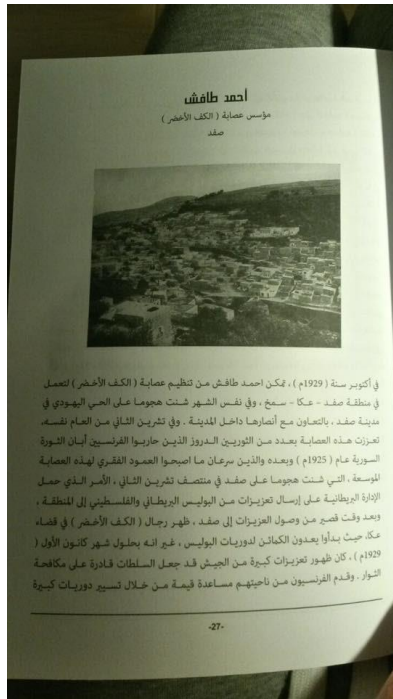 أحمد طافش
مؤسس عصابة ( الكف الأخضر )
صفد
في أكتوبر سنة ( 1929م ) ، تمكن احمد طافش من تنظيم عصابة ( الكف الأخضر ) لتعمل
في منطقة صفد - عكا - سمخ ، وفي نفس الشهر شنت هجوما على الحي اليهودي في
مدينة صفد ، بالتعاون مع أنصارها داخل المدينة . وفي تشرين الثاني من العام نفسه،
تعززت هذه العصابة بعدد من الثوريين الدروز الذين حاربوا الفرنسيين أبان الثورة
السورية عام ( 1925م ) وبعده والذين سرعان ما اصبحوا العمود الفقري لهذه العصابة
الموسعة ، التي شنت هجوما على صفد في منتصف تشرين الثاني ، الأمر الذي حمل
الإدارة البريطانية على إرسال تعزيزات من البوليس البريطاني والفلسطيني إلى المنطقة ،
وبعد وقت قصير من وصول العزيزات إلى صفد ، ظهر رجال ( الكف الأخضر ) في قضاء
عكا، حيث بدأوا يعدون الكمائن لدوريات البوليس ، غير انه بحلول شهر كانون الأول (
1929م ) ، كان ظهور تعزيزات كبيرة من الجيش قد جعل السلطات قادرة على مكافحة
الثوار . وقدم الفرنسيون من ناحيتهم مساعدة قيمة من خلال تسيير دوريات كبيرة
-27-